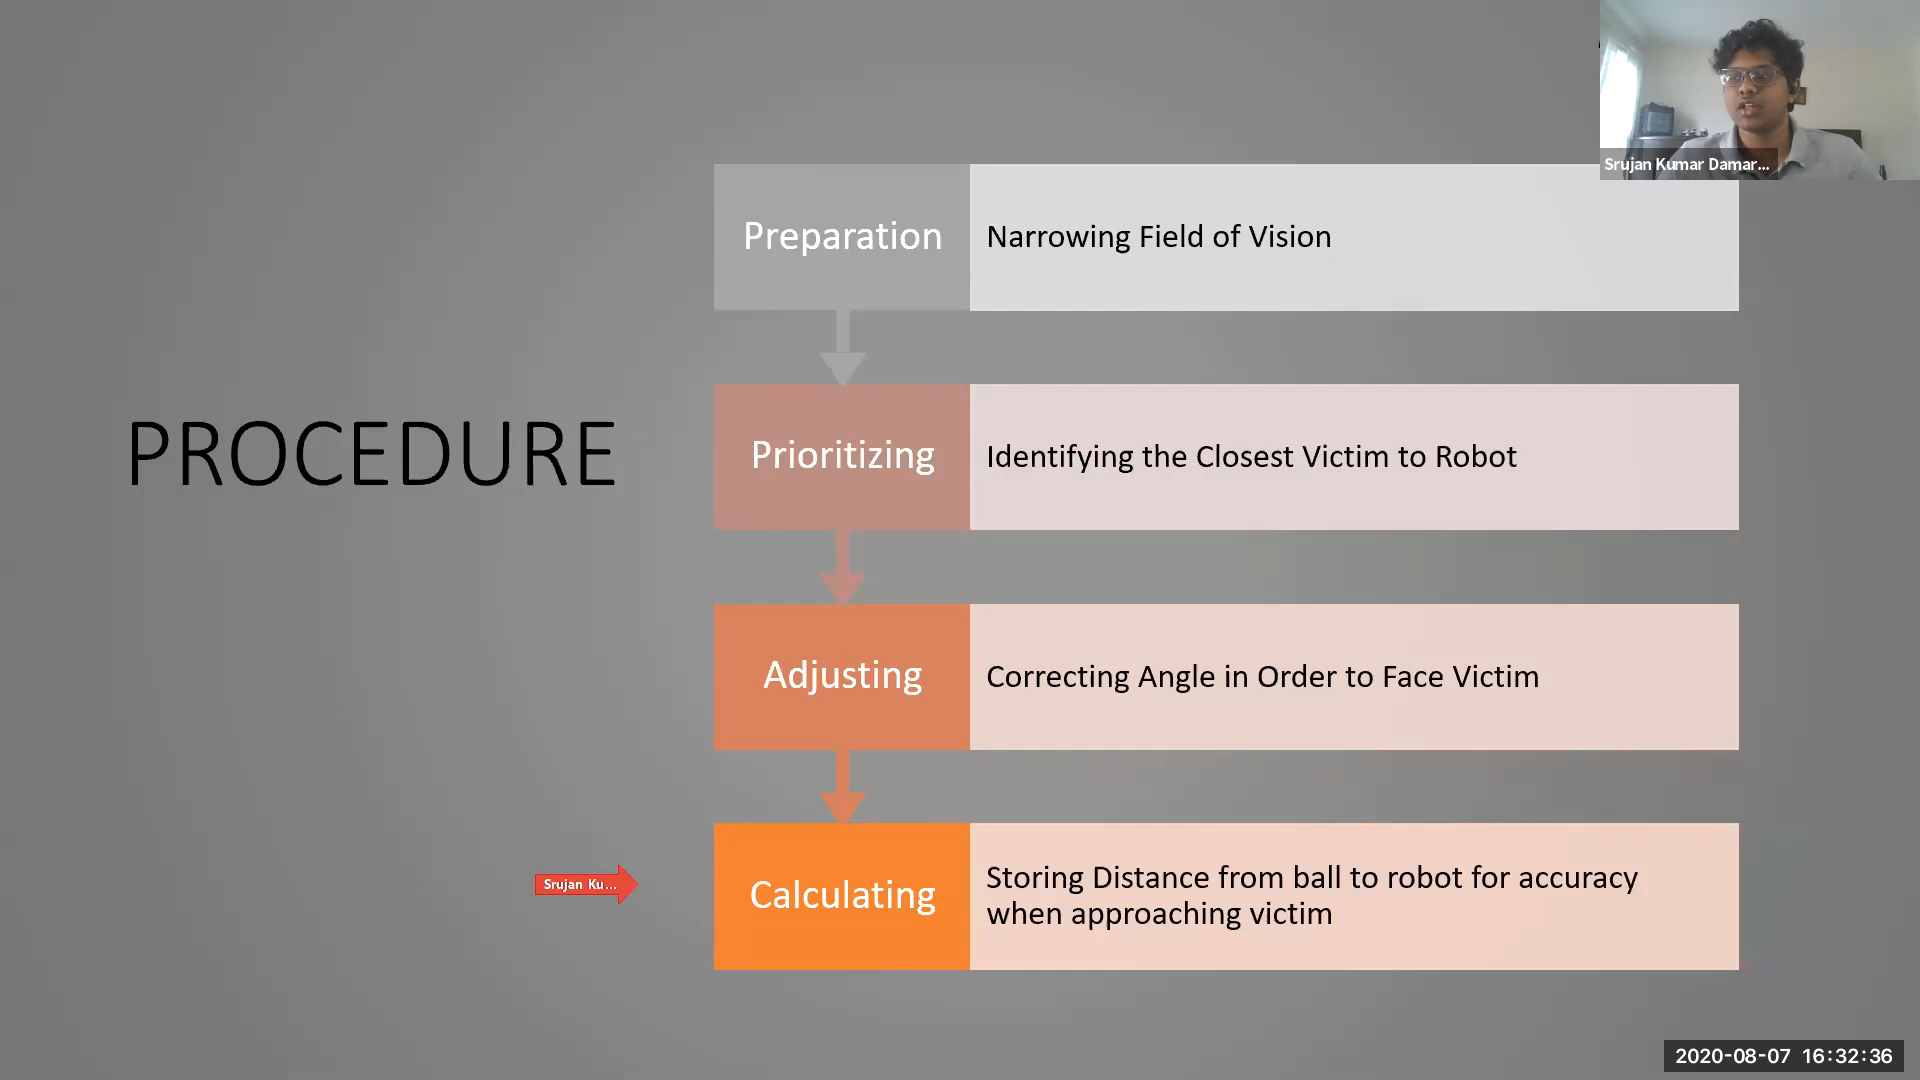 Srujan Kumar Damar...
Preparation
Narrowing Field of Vision
PROCEDURE
Prioritizing
Identifying the Closest Victim to Robot
Adjusting
Correcting Angle in Order to Face Victim
Srujan Ku...
Calculating
Storing Distance from ball to robot for accuracy
when approaching victim
2020-08-07 16:32:36